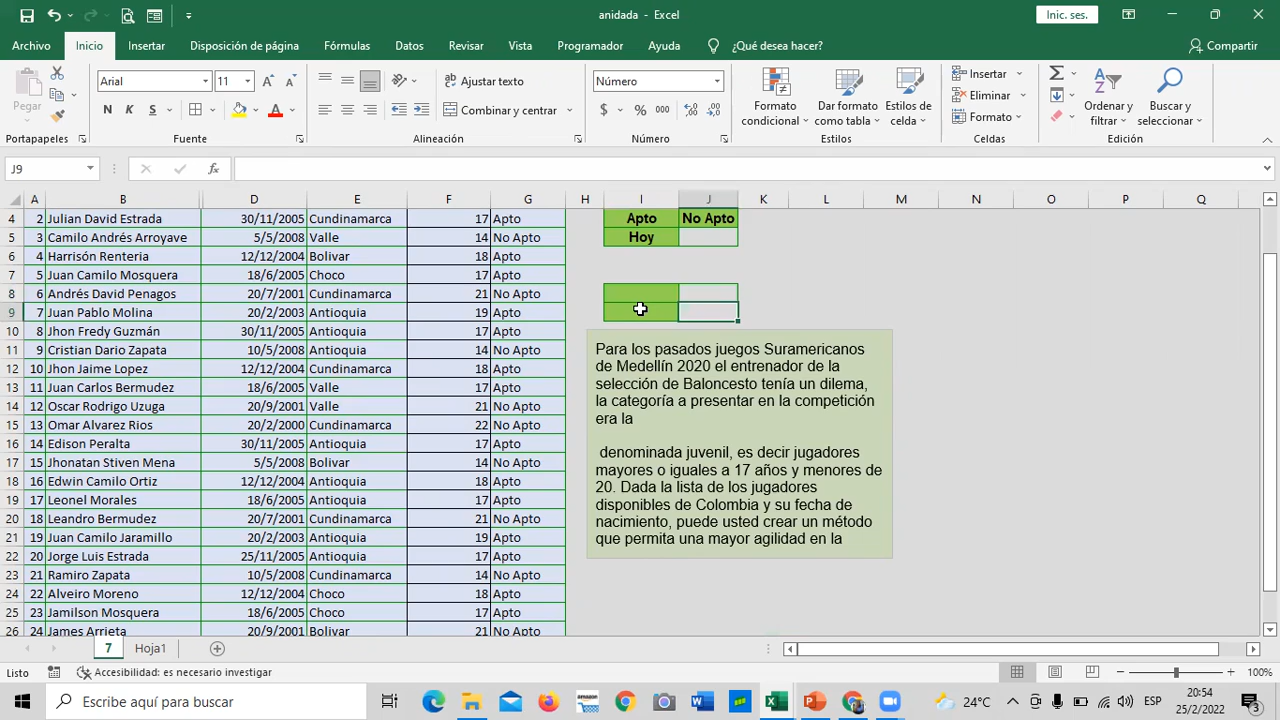 anidada - Excel
Inic. ses.
Archivo Inicio Insertar Disposición de página Fórmulas Datos Revisar Vista Programador Ayuda ¿Qué desea hacer? Compartir
Pegar
Arial 11
Ajustar texto
Número
Insertar
N K S
Combinar y centrar
$ % 000
Formato condicional
Dar formato como tabla
Estilos de celda
Eliminar
Formato
Ordenar y filtrar
Buscar y seleccionar
Portapapeles Fuente Alineación Número Estilos Celdas Edición
J9
A B D E F G H I J K L M N O P Q
4 2 Julian David Estrada 30/11/2005 Cundinamarca 17 Apto Apto No Apto
5 3 Camilo Andrés Arroyave 5/5/2008 Valle 14 No Apto Hoy
6 4 Harrisón Renteria 12/12/2004 Bolivar 18 Apto
7 5 Juan Camilo Mosquera 18/6/2005 Choco 17 Apto
8 6 Andrés David Penagos 20/7/2001 Cundinamarca 21 No Apto
9 7 Juan Pablo Molina 20/2/2003 Antioquia 19 Apto
10 8 Jhon Fredy Guzmán 30/11/2005 Antioquia 17 Apto
11 9 Cristian Dario Zapata 10/5/2008 Antioquia 14 No Apto
12 10 Jhon Jaime Lopez 12/12/2004 Cundinamarca 18 Apto
13 11 Juan Carlos Bermudez 18/6/2005 Valle 17 Apto
14 12 Oscar Rodrigo Uzuga 20/9/2001 Valle 21 No Apto
15 13 Omar Alvarez Rios 20/2/2000 Cundinamarca 22 No Apto
16 14 Edison Peralta 30/11/2005 Antioquia 17 Apto
17 15 Jhonatan Stiven Mena 5/5/2008 Bolivar 14 No Apto
18 16 Edwin Camilo Ortiz 12/12/2004 Antioquia 18 Apto
19 17 Leonel Morales 18/6/2005 Antioquia 17 Apto
20 18 Leandro Bermudez 20/7/2001 Cundinamarca 21 No Apto
21 19 Juan Camilo Jaramillo 20/2/2003 Antioquia 19 Apto
22 20 Jorge Luis Estrada 25/11/2005 Antioquia 17 Apto
23 21 Ramiro Zapata 10/5/2008 Cundinamarca 14 No Apto
24 22 Alveiro Moreno 12/12/2004 Choco 18 Apto
25 23 Jamilson Mosquera 18/6/2005 Choco 17 Apto
26 24 James Arrieta 20/9/2001 Bolivar 21 No Apto
Para los pasados juegos Suramericanos
de Medellín 2020 el entrenador de la
selección de Baloncesto tenía un dilema,
la categoría a presentar en la competición
era la
denominada juvenil, es decir jugadores
mayores o iguales a 17 años y menores de
20. Dada la lista de los jugadores
disponibles de Colombia y su fecha de
nacimiento, puede usted crear un método
que permita una mayor agilidad en la
7 Hoja1
Listo Accesibilidad: es necesario investigar 100%
Escribe aquí para buscar
amazon
24°C
ESP
20:54
25/2/2022
3